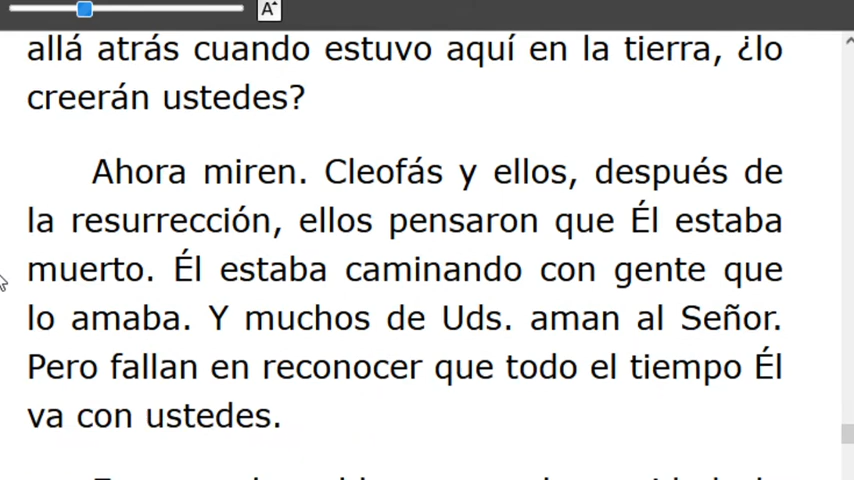 A
allá atrás cuando estuvo aquí en la tierra, ¿lo
creerán ustedes?
Ahora miren. Cleofás y ellos, después de
la resurrección, ellos pensaron que Él estaba
muerto. Él estaba caminando con gente que
lo amaba. Y muchos de Uds. aman al Señor.
Pero fallan en reconocer que todo el tiempo Él
va con ustedes.